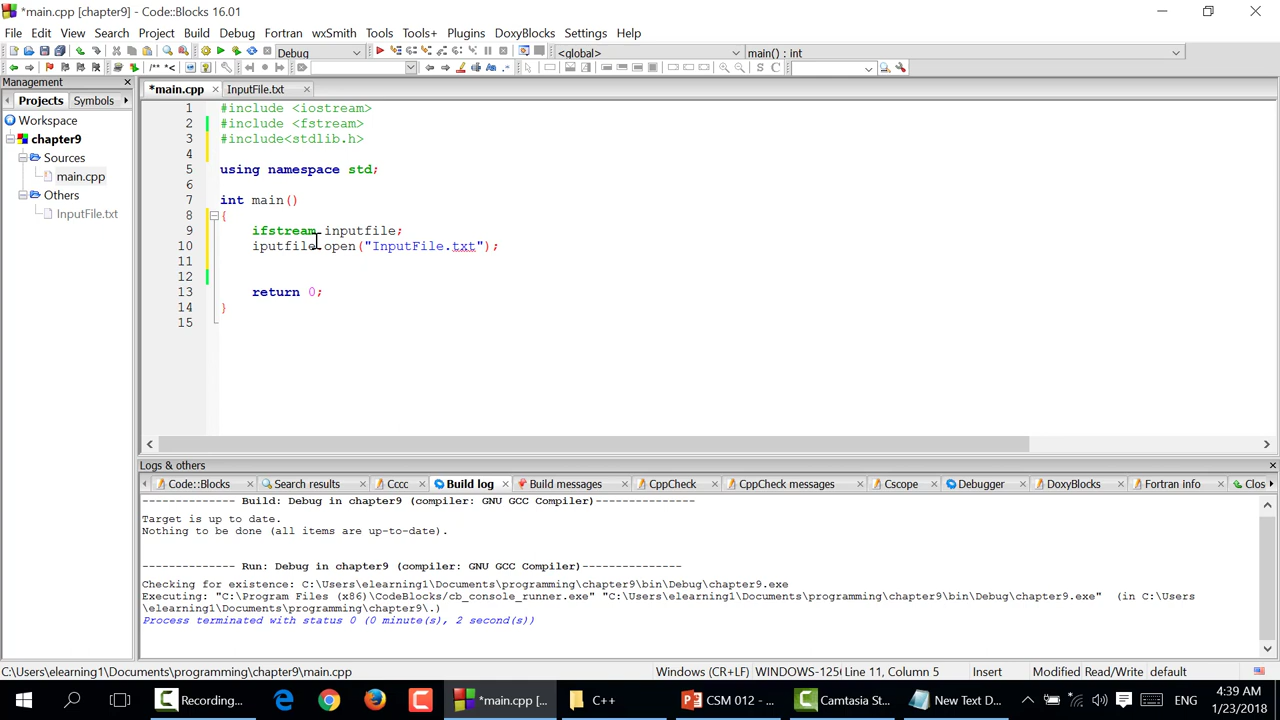 *main.cpp [chapter9] - Code::Blocks 16.01
File Edit View Search Project Build Debug Fortran wxSmith Tools Tools+ Plugins DoxyBlocks Settings Help
Debug <global> main() : int
/** *<
Management
Projects Symbols
*main.cpp InputFile.txt
Workspace
chapter9
Sources
main.cpp
Others
InputFile.txt
1 #include <iostream>
2 #include <fstream>
3 #include<stdlib.h>
4
5 using namespace std;
6
7 int main()
8 {
9 ifstream inputfile;
10 iputfile.open("InputFile.txt");
11
12
13 return 0;
14 }
15
Logs & others
Code::Blocks Search results Cccc Build log Build messages CppCheck CppCheck messages Cscope Debugger DoxyBlocks Fortran info Clos
-------------- Build: Debug in chapter9 (compiler: GNU GCC Compiler)---------------
Target is up to date.
Nothing to be done (all items are up-to-date).
-------------- Run: Debug in chapter9 (compiler: GNU GCC Compiler)---------------
Checking for existence: C:\Users\elearning1\Documents\programming\chapter9\bin\Debug\chapter9.exe
Executing: "C:\Program Files (x86)\CodeBlocks/cb_console_runner.exe" "C:\Users\elearning1\Documents\programming\chapter9\bin\Debug\chapter9.exe" (in C:\Users
\elearning1\Documents\programming\chapter9\.)
Process terminated with status 0 (0 minute(s), 2 second(s))
C:\Users\elearning1\Documents\programming\chapter9\main.cpp Windows (CR+LF) WINDOWS-125 Line 11, Column 5 Insert Modified Read/Write default
Recording... *main.cpp [... C++ CSM 012 - ... Camtasia St... New Text D... ENG 4:39 AM
1/23/2018